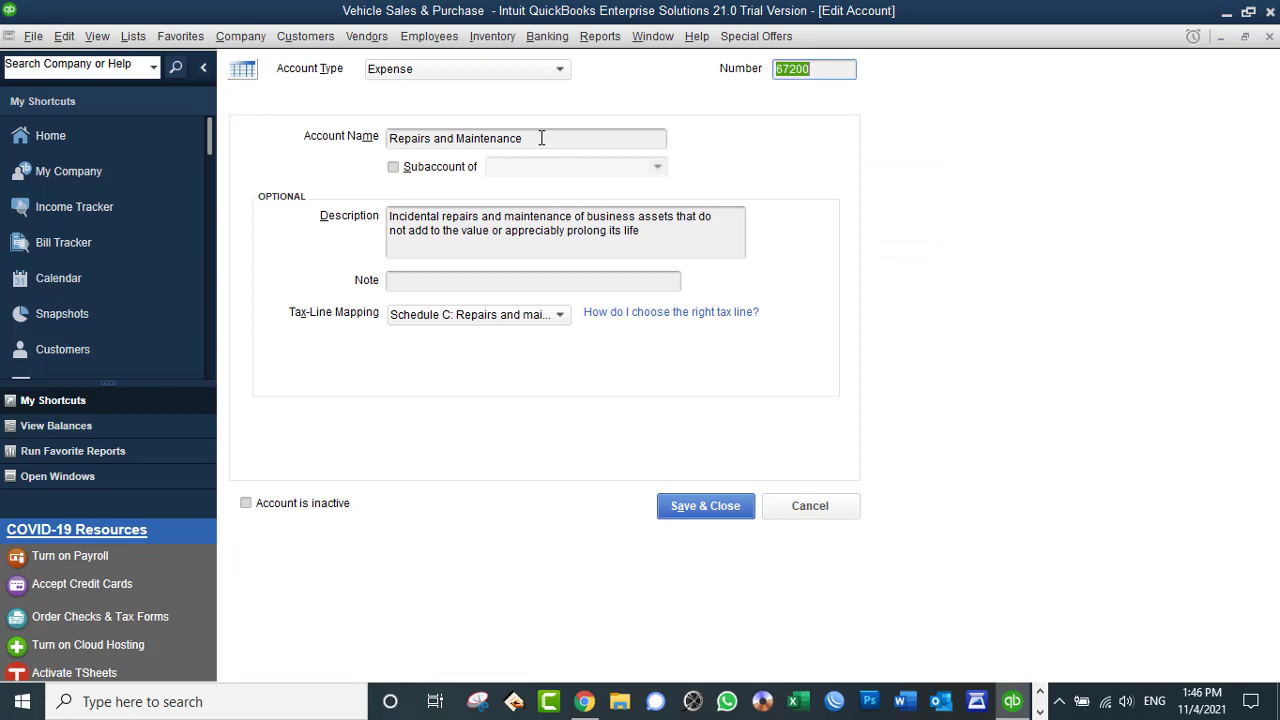 Vehicle Sales & Purchase - Intuit QuickBooks Enterprise Solutions 21.0 Trial Version - [Edit Account]
File Edit View Lists Favorites Company Customers Vendors Employees Inventory Banking Reports Window Help Special Offers
Search Company or Help
My Shortcuts
Home
My Company
Income Tracker
Bill Tracker
Calendar
Snapshots
Customers
My Shortcuts
View Balances
Run Favorite Reports
Open Windows
COVID-19 Resources
Turn on Payroll
Accept Credit Cards
Order Checks & Tax Forms
Turn on Cloud Hosting
Activate TSheets
Account Type Expense Number 67200
Account Name Repairs and Maintenance
Subaccount of
OPTIONAL
Description Incidental repairs and maintenance of business assets that do
not add to the value or appreciably prolong its life
Note
Tax-Line Mapping Schedule C: Repairs and mai... How do I choose the right tax line?
Account is inactive Save & Close Cancel
Type here to search
ENG
1:46 PM
11/4/2021